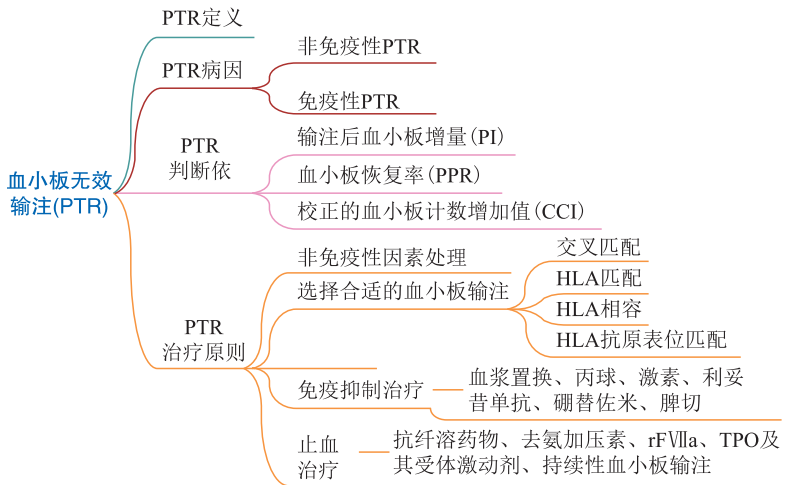 PTR定义
PTR病因
非免疫性PTR
免疫性PTR
血小板无效
输注(PTR)
PTR
判断依
输注后血小板增量(PI)
血小板恢复率(PPR)
校正的血小板计数增加值(CCI)
PTR
治疗原则
非免疫性因素处理
选择合适的血小板输注
交叉匹配
HLA匹配
HLA相容
HLA抗原表位匹配
免疫抑制治疗
血浆置换、丙球、激素、利妥
昔单抗、硼替佐米、脾切
止血
治疗
抗纤溶药物、去氨加压素、rFⅦa、TPO及
其受体激动剂、持续性血小板输注